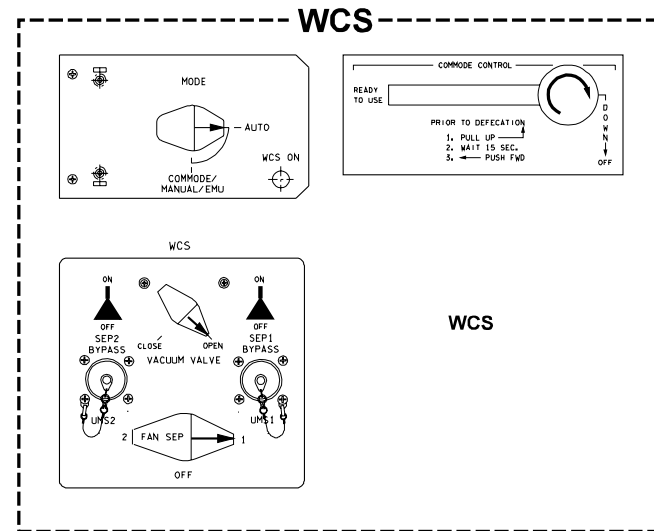 WCS
MODE
AUTO
WCS ON
COMMODE/
MANUAL/EMU
COMMODE CONTROL
READY
TO USE
PRIOR TO DEFECATION
1. PULL UP
2. WAIT 15 SEC.
3. PUSH FWD
DOWN
OFF
WCS
ON
OFF
SEP2
BYPASS
CLOSE
OPEN
VACUUM VALVE
ON
OFF
SEP1
BYPASS
UMS2
UMS1
2
FAN SEP
1
OFF
WCS